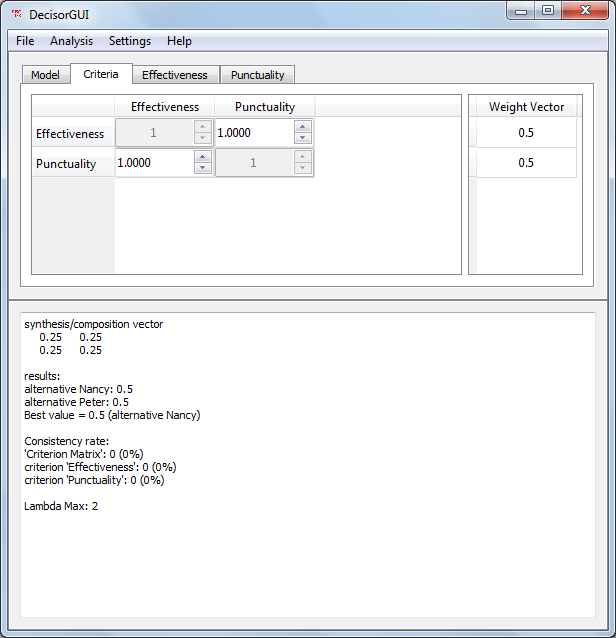 DecisorGUI
File Analysis Settings Help
Model Criteria Effectiveness Punctuality
Effectiveness Punctuality Weight Vector
Effectiveness 1 1.0000 0.5
Punctuality 1.0000 1 0.5
synthesis/composition vector
0.25 0.25
0.25 0.25
results:
alternative Nancy: 0.5
alternative Peter: 0.5
Best value = 0.5 (alternative Nancy)
Consistency rate:
'Criterion Matrix': 0 (0%)
criterion 'Effectiveness': 0 (0%)
criterion 'Punctuality': 0 (0%)
Lambda Max: 2